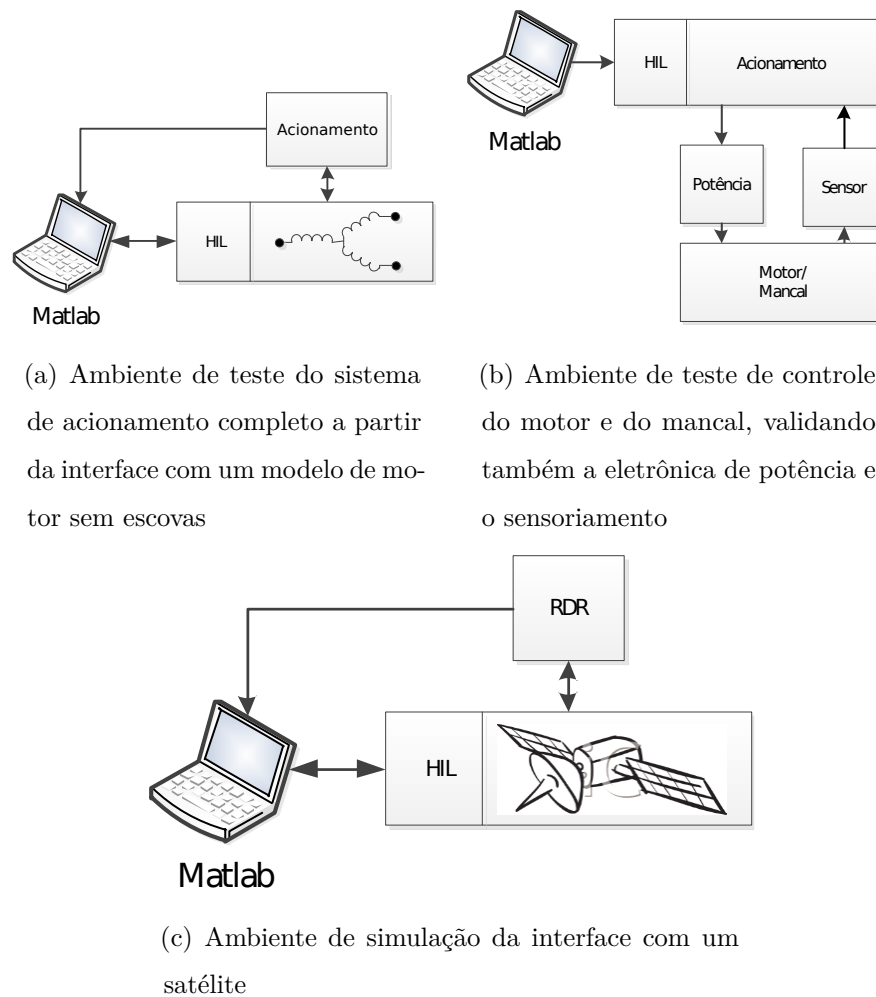 Acionamento
HIL
Matlab
(a) Ambiente de teste do sistema
de acionamento completo a partir
da interface com um modelo de mo-
tor sem escovas
HIL
Acionamento
Matlab
Potência
Sensor
Motor/
Mancal
(b) Ambiente de teste de controle
do motor e do mancal, validando
também a eletrônica de potência e
o sensoriamento
RDR
HIL
Matlab
(c) Ambiente de simulação da interface com um
satélite